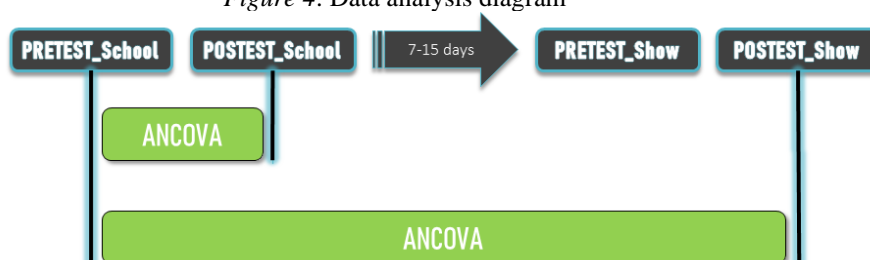 Figure 4. Data analysis diagram
PRETEST_School POSTEST_School 7-15 days PRETEST_Show POSTEST_Show
ANCOVA
ANCOVA